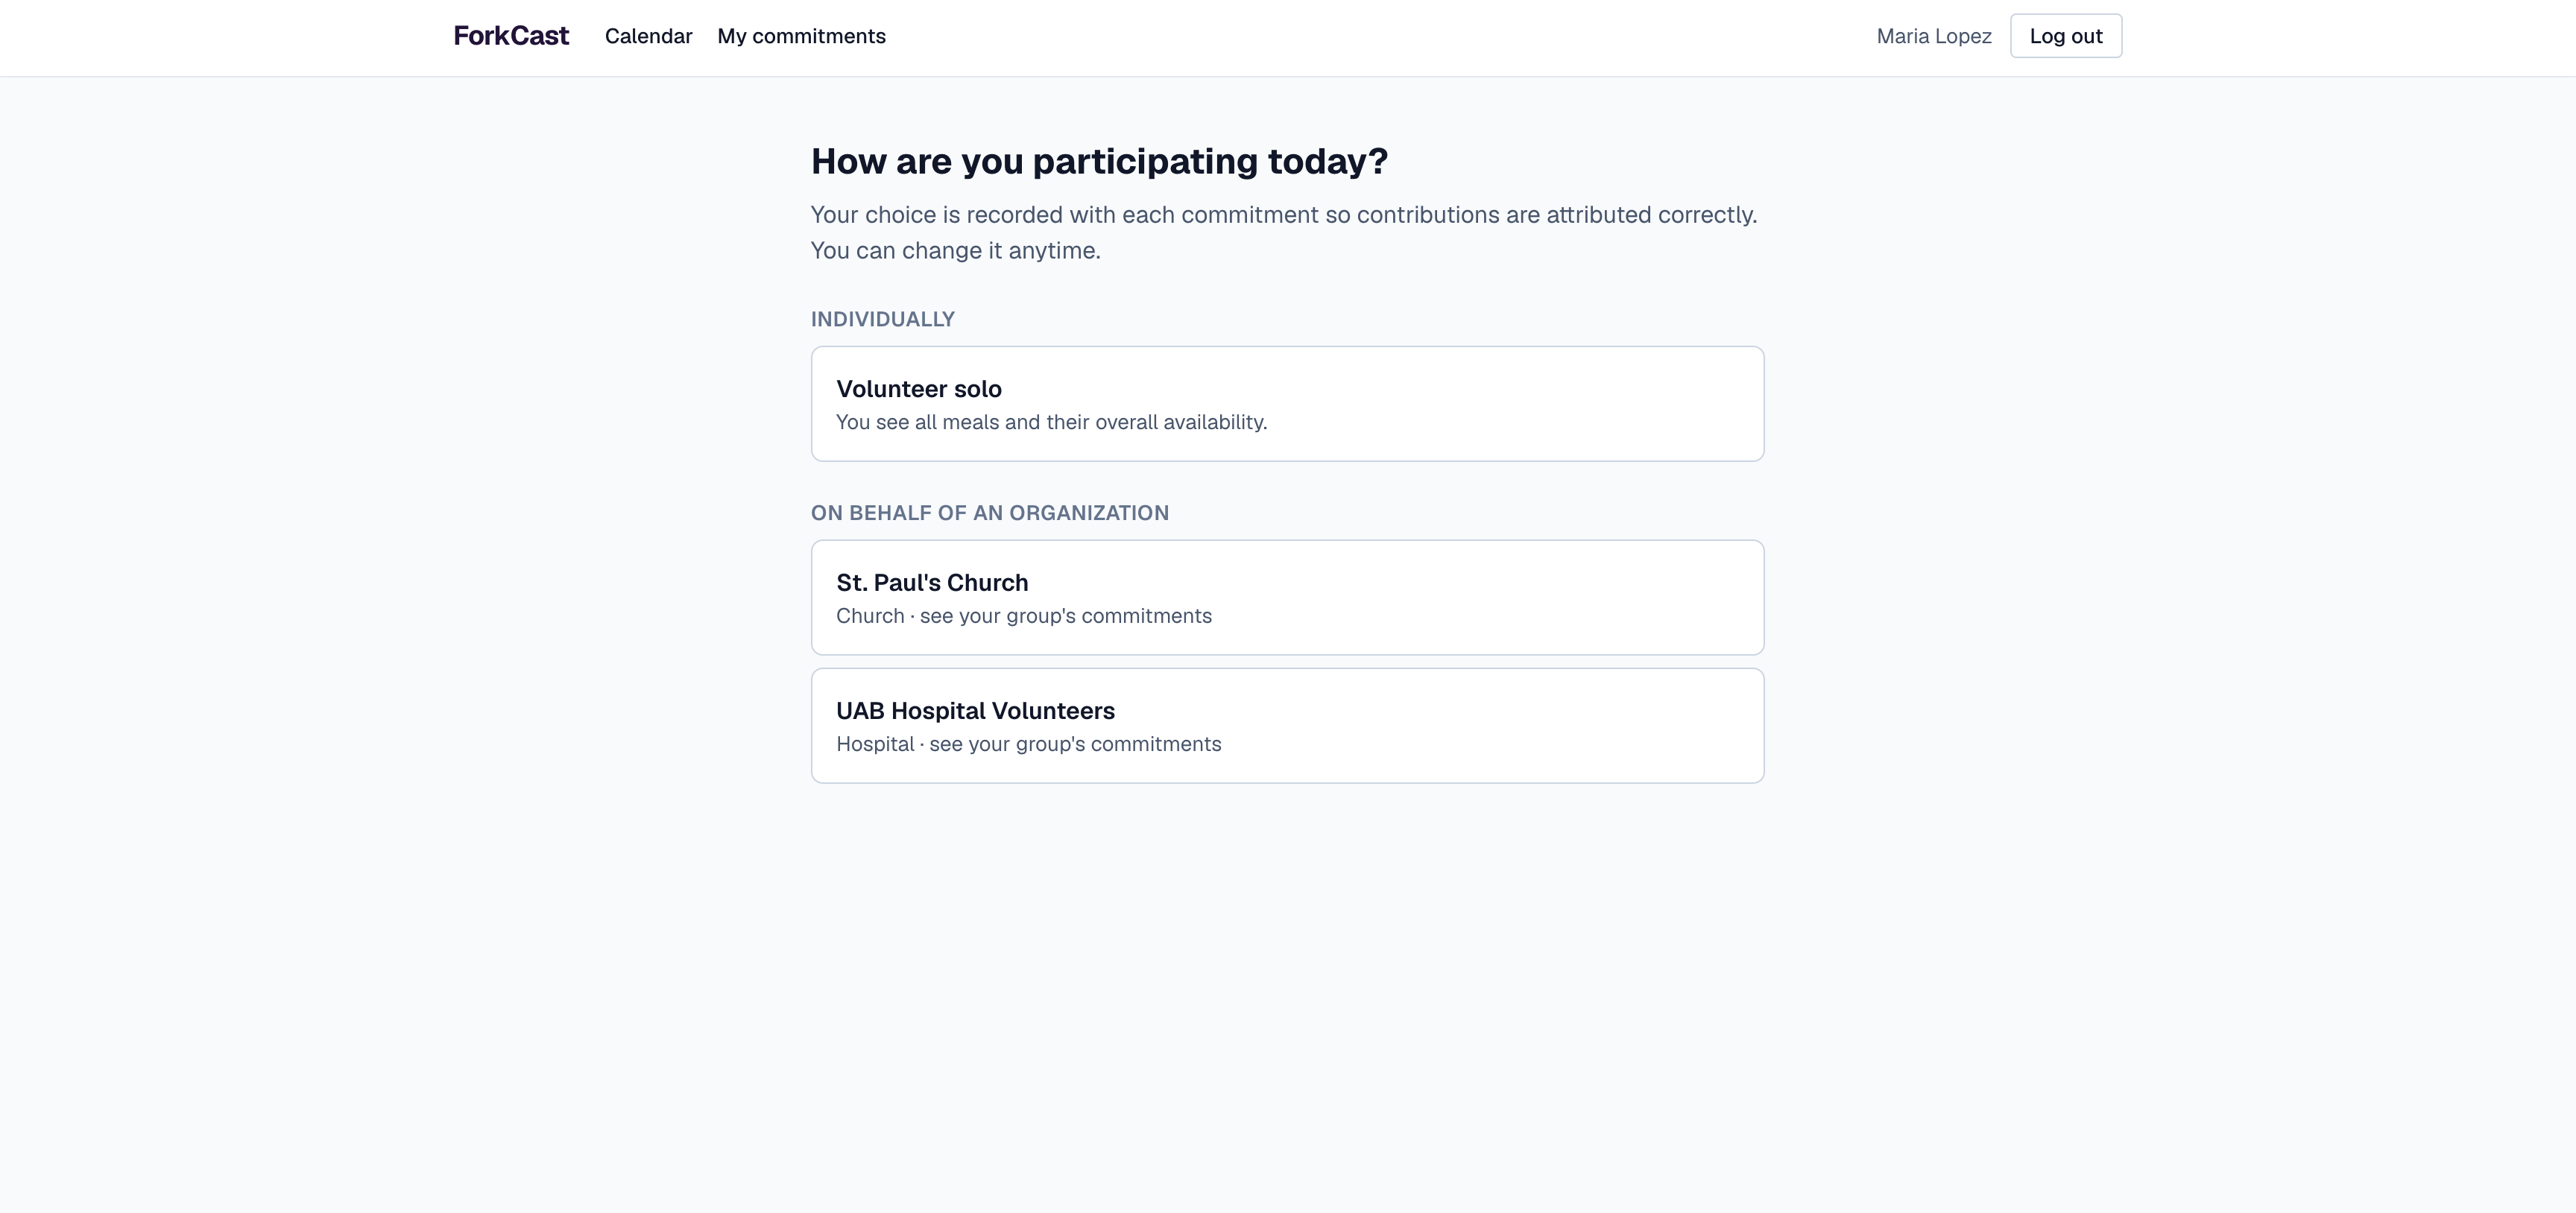 ForkCast
Calendar
My commitments
Maria Lopez
Log out
How are you participating today?
Your choice is recorded with each commitment so contributions are attributed correctly.
You can change it anytime.
INDIVIDUALLY
Volunteer solo
You see all meals and their overall availability.
ON BEHALF OF AN ORGANIZATION
St. Paul's Church
Church · see your group's commitments
UAB Hospital Volunteers
Hospital · see your group's commitments